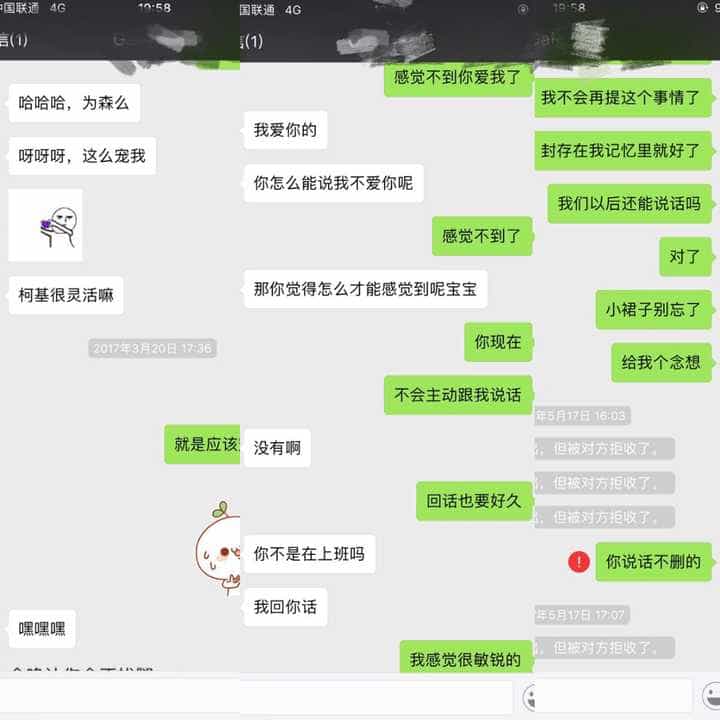 中国联通 4G 19:58
信(1)
哈哈哈，为森么
呀呀呀，这么宠我
柯基很灵活嘛
2017年3月20日 17:36
就是应该
嘿嘿嘿
国联通 4G
信(1)
感觉不到你爱我了
我爱你的
你怎么能说我不爱你呢
感觉不到了
那你觉得怎么才能感觉到呢宝宝
你现在
不会主动跟我说话
没有啊
回话也要好久
你不是在上班吗
我回你话
我感觉很敏锐的
19:58
我不会再提这个事情了
封存在我记忆里就好了
我们以后还能说话吗
对了
小裙子别忘了
给我个念想
年5月17日 16:03
，但被对方拒收了。
，但被对方拒收了。
，但被对方拒收了。
你说话不删的
年5月17日 17:07
，但被对方拒收了。